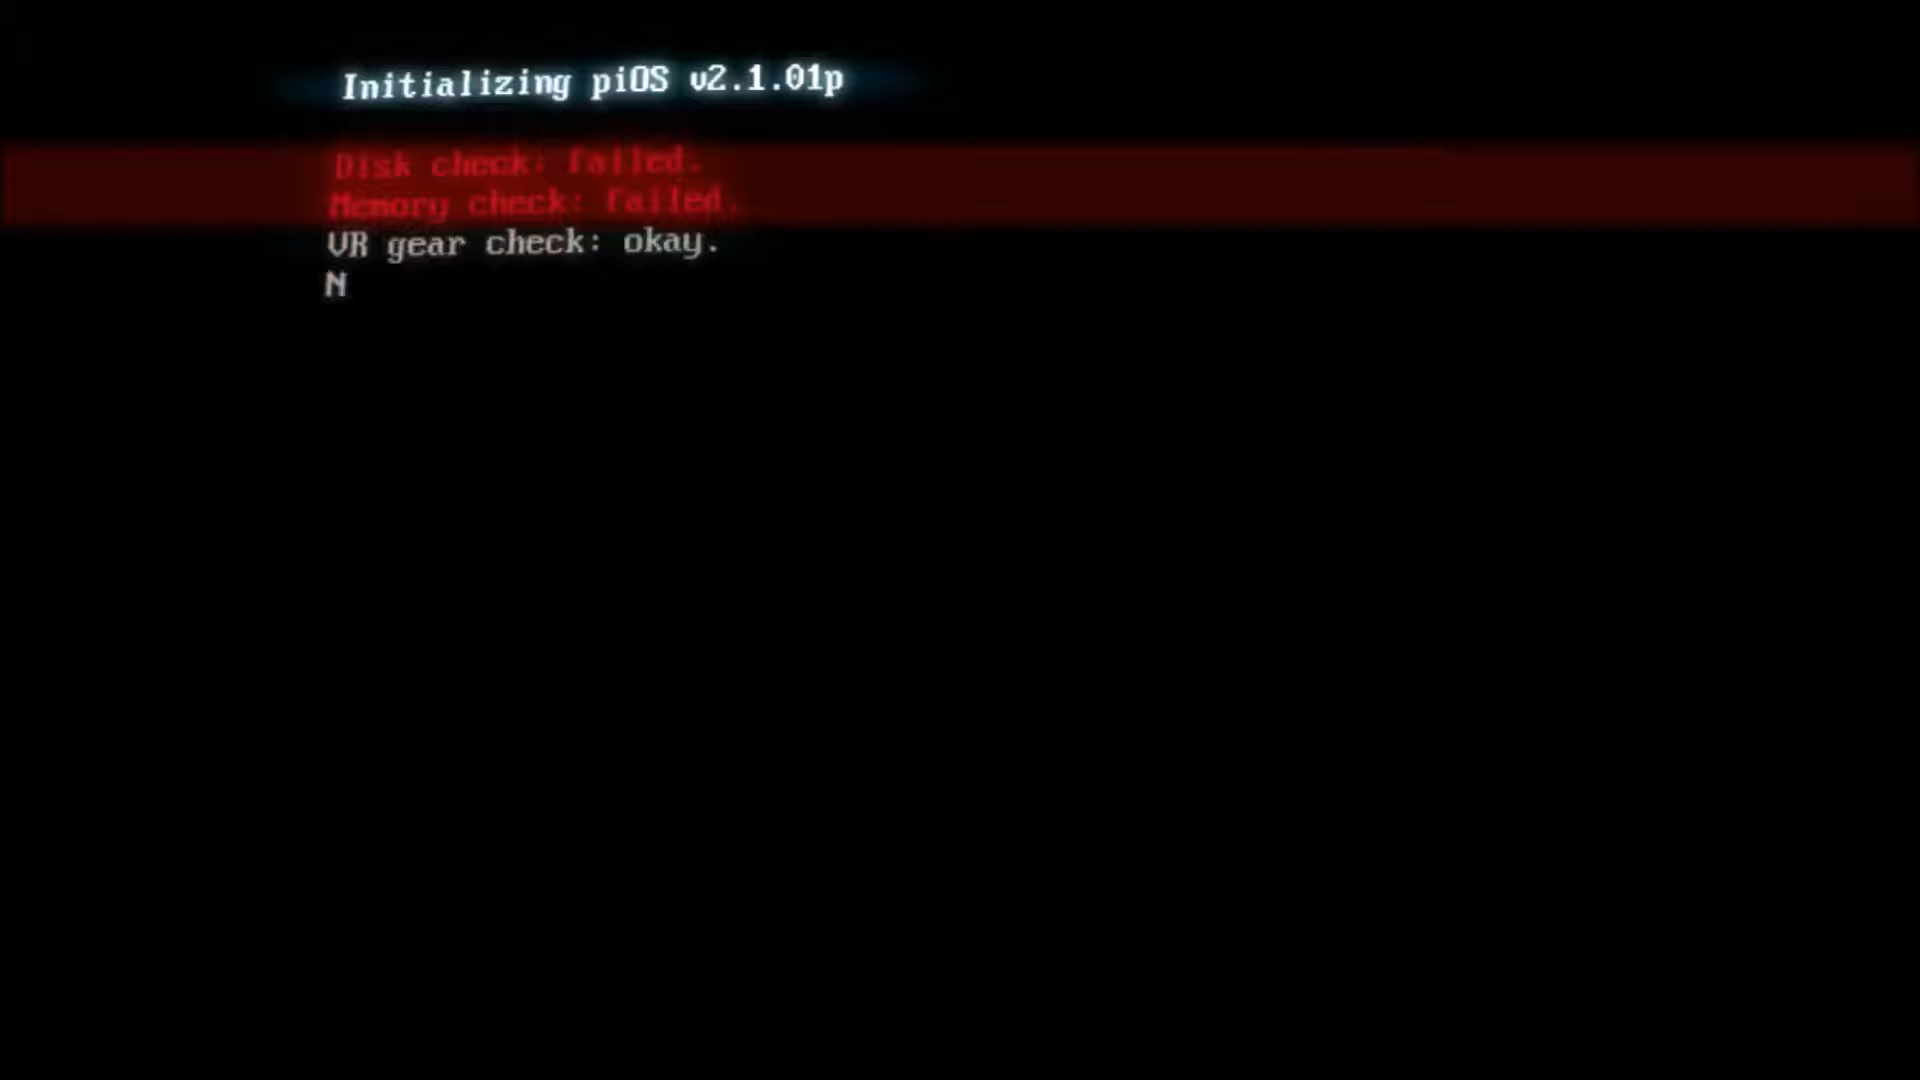 Initializing piOS v2.1.01p
Disk check: failed.
Memory check: failed.
VR gear check: okay.
N